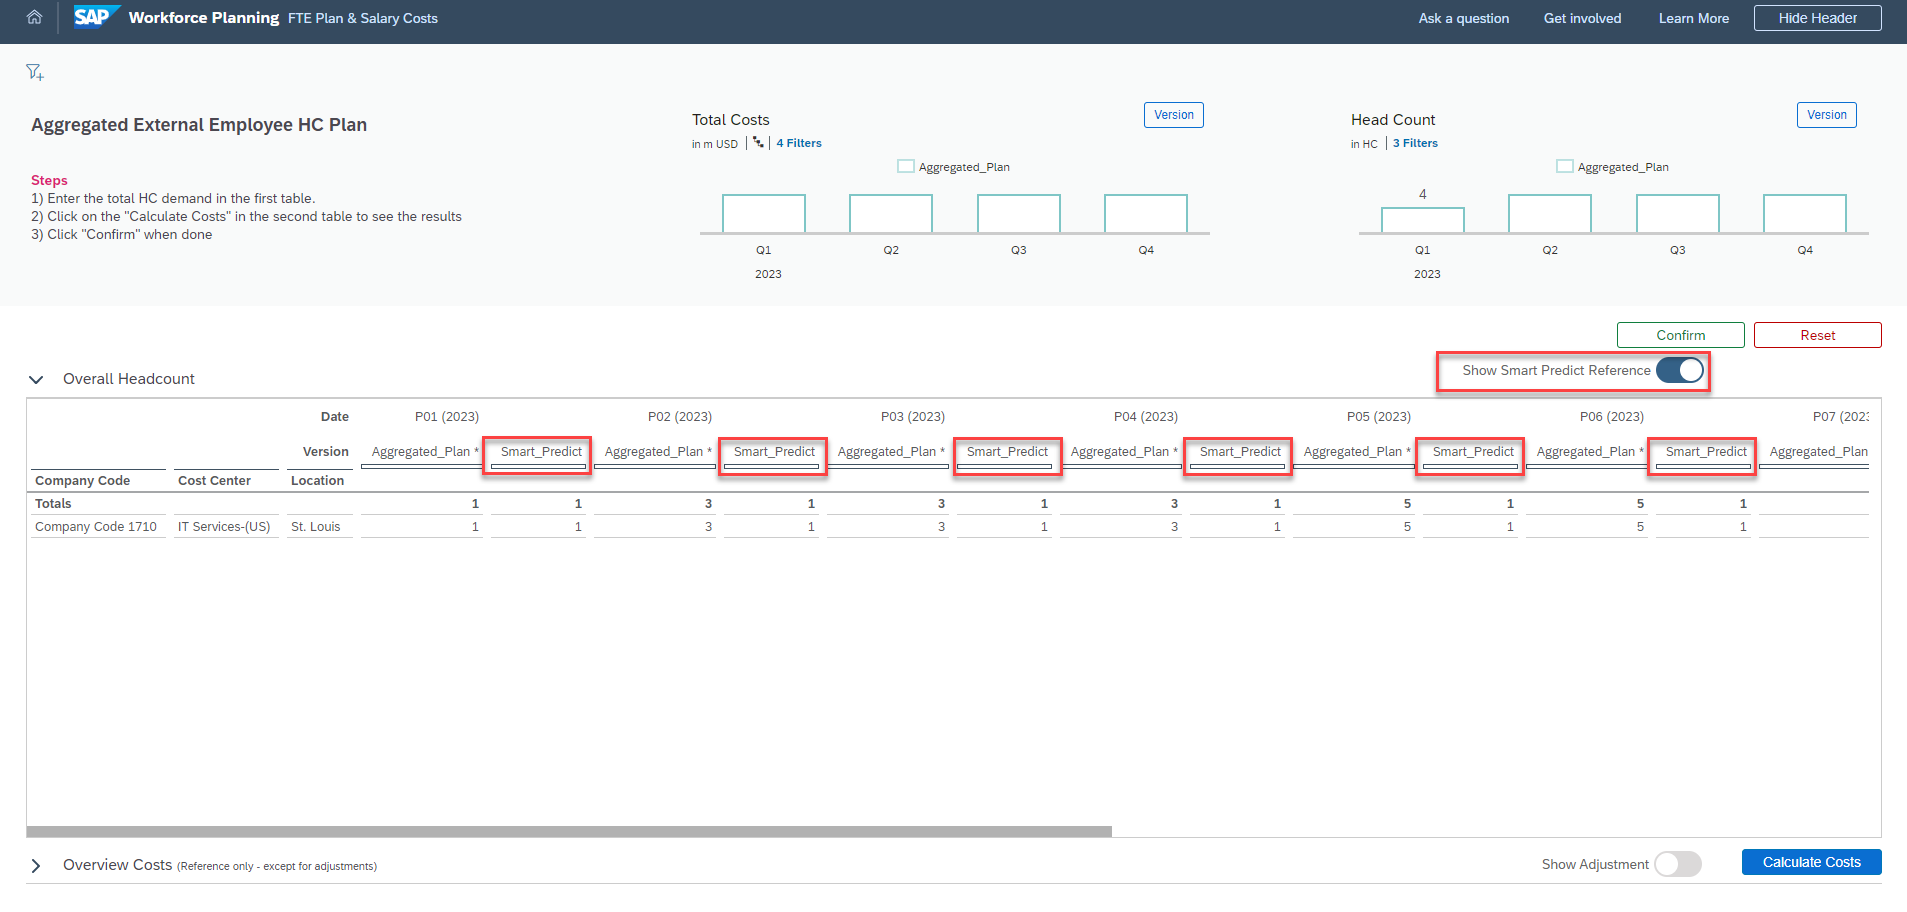 SAP Workforce Planning FTE Plan & Salary Costs Ask a question Get involved Learn More Hide Header
Aggregated External Employee HC Plan
Steps
1) Enter the total HC demand in the first table.
2) Click on the "Calculate Costs" in the second table to see the results
3) Click "Confirm" when done
Total Costs Version
in m USD 4 Filters
Aggregated_Plan
Q1 Q2 Q3 Q4
2023
Head Count Version
in HC 3 Filters
Aggregated_Plan
4
Q1 Q2 Q3 Q4
2023
Confirm Reset
Overall Headcount Show Smart Predict Reference
Date P01 (2023) P02 (2023) P03 (2023) P04 (2023) P05 (2023) P06 (2023) P07 (202
Version Aggregated_Plan * Smart_Predict Aggregated_Plan * Smart_Predict Aggregated_Plan * Smart_Predict Aggregated_Plan * Smart_Predict Aggregated_Plan * Smart_Predict Aggregated_Plan * Smart_Predict Aggregated_Plan
Company Code Cost Center Location
Totals 1 1 3 1 3 1 3 1 5 1 5 1
Company Code 1710 IT Services-(US) St. Louis 1 1 3 1 3 1 3 1 5 1 5 1
Overview Costs (Reference only - except for adjustments) Show Adjustment Calculate Costs